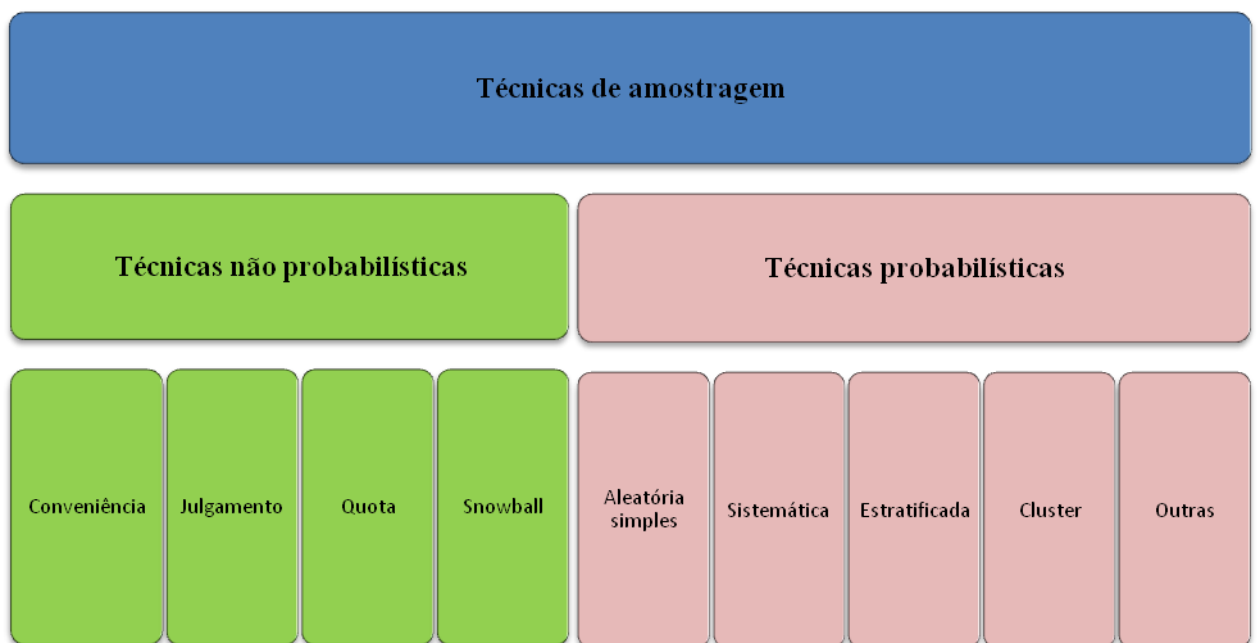 Técnicas de amostragem
Técnicas não probabilísticas
Técnicas probabilísticas
Conveniência
Julgamento
Quota
Snowball
Aleatória
simples
Sistemática
Estratificada
Cluster
Outras